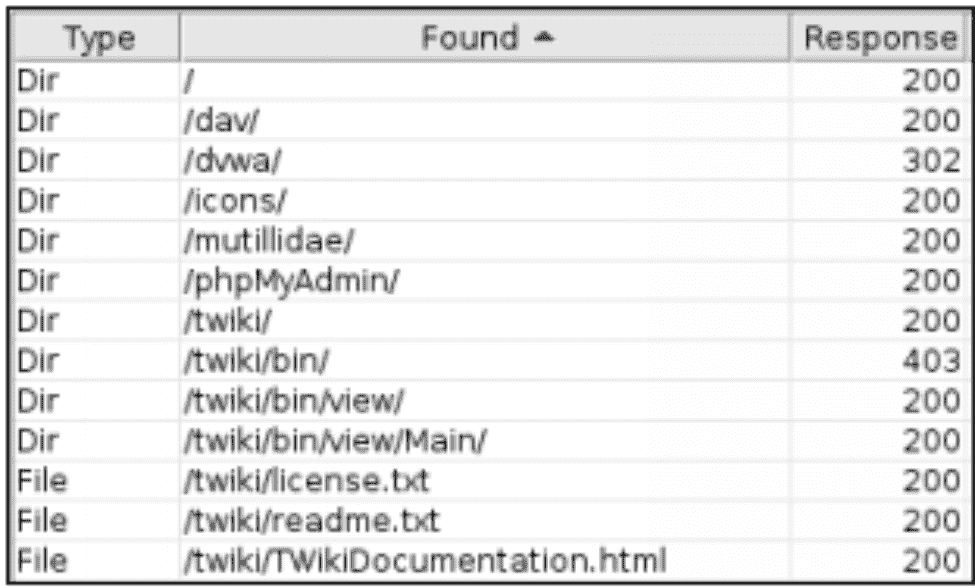 Type Found Response
Dir / 200
Dir /dav/ 200
Dir /dvwa/ 302
Dir /icons/ 200
Dir /mutillidae/ 200
Dir /phpMyAdmin/ 200
Dir /twiki/ 200
Dir /twiki/bin/ 403
Dir /twiki/bin/view/ 200
Dir /twiki/bin/view/Main/ 200
File /twiki/license.txt 200
File /twiki/readme.txt 200
File /twiki/TWikiDocumentation.html 200